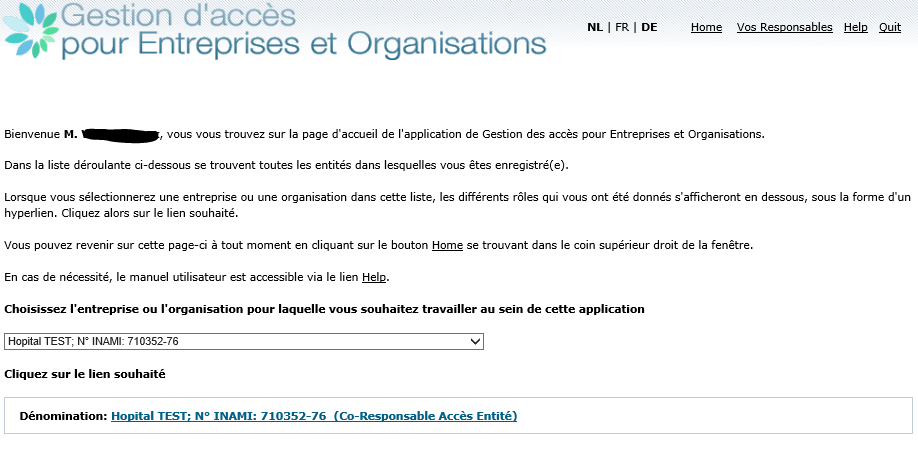 Gestion d'accès
pour Entreprises et Organisations
NL | FR | DE Home Vos Responsables Help Quit
Bienvenue M. , vous vous trouvez sur la page d'accueil de l'application de Gestion des accès pour Entreprises et Organisations.
Dans la liste déroulante ci-dessous se trouvent toutes les entités dans lesquelles vous êtes enregistré(e).
Lorsque vous sélectionnerez une entreprise ou une organisation dans cette liste, les différents rôles qui vous ont été donnés s'afficheront en dessous, sous la forme d'un
hyperlien. Cliquez alors sur le lien souhaité.
Vous pouvez revenir sur cette page-ci à tout moment en cliquant sur le bouton Home se trouvant dans le coin supérieur droit de la fenêtre.
En cas de nécessité, le manuel utilisateur est accessible via le lien Help.
Choisissez l'entreprise ou l'organisation pour laquelle vous souhaitez travailler au sein de cette application
Hopital TEST; N° INAMI: 710352-76
Cliquez sur le lien souhaité
Dénomination: Hopital TEST; N° INAMI: 710352-76 (Co-Responsable Accès Entité)